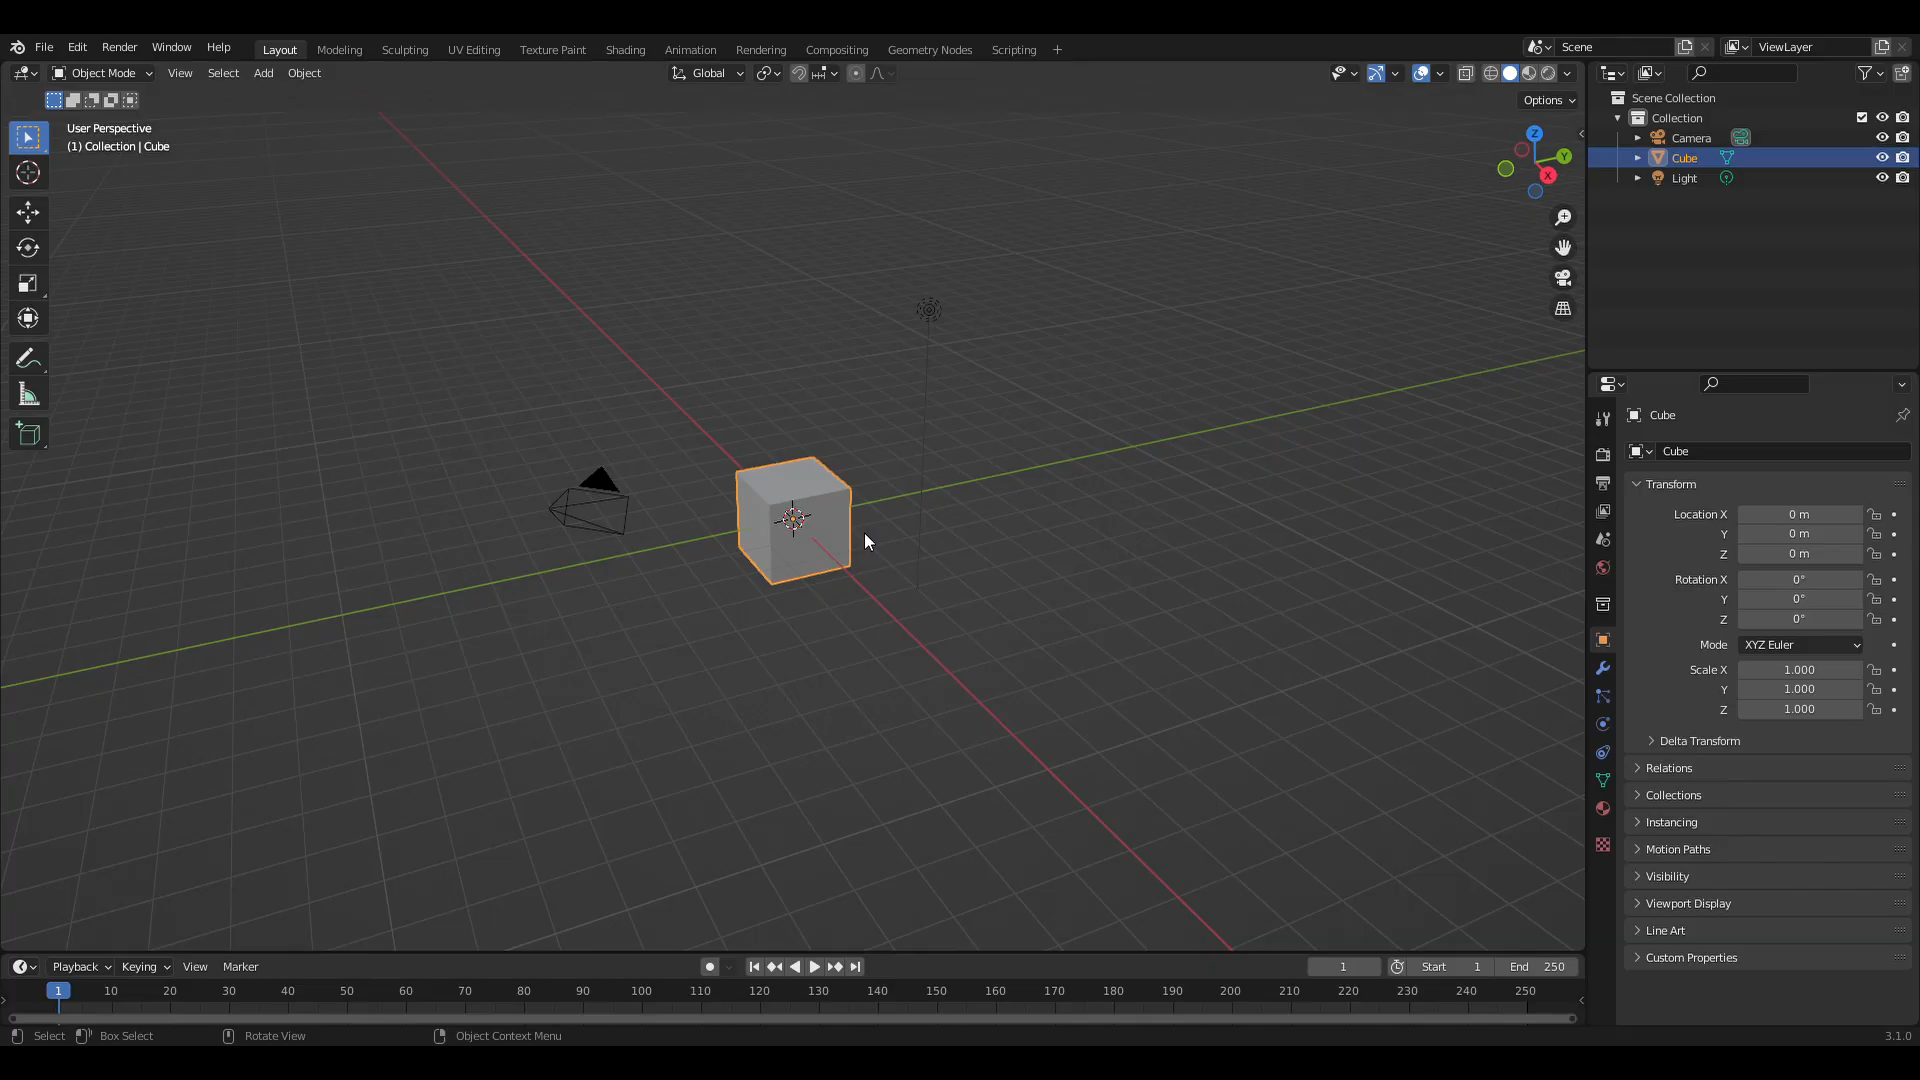 File Edit Render Window Help Layout Modeling Sculpting UV Editing Texture Paint Shading Animation Rendering Compositing Geometry Nodes Scripting + Scene ViewLayer
Object Mode View Select Add Object Global
Options
User Perspective
(1) Collection | Cube
Z
Y
X
Scene Collection
Collection
Camera
Cube
Light
Cube
Cube
Transform
Location X 0 m
Y 0 m
Z 0 m
Rotation X 0°
Y 0°
Z 0°
Mode XYZ Euler
Scale X 1.000
Y 1.000
Z 1.000
Delta Transform
Relations
Collections
Instancing
Motion Paths
Visibility
Viewport Display
Line Art
Custom Properties
Playback Keying View Marker 1 Start 1 End 250
1 10 20 30 40 50 60 70 80 90 100 110 120 130 140 150 160 170 180 190 200 210 220 230 240 250
Select Box Select Rotate View Object Context Menu 3.1.0